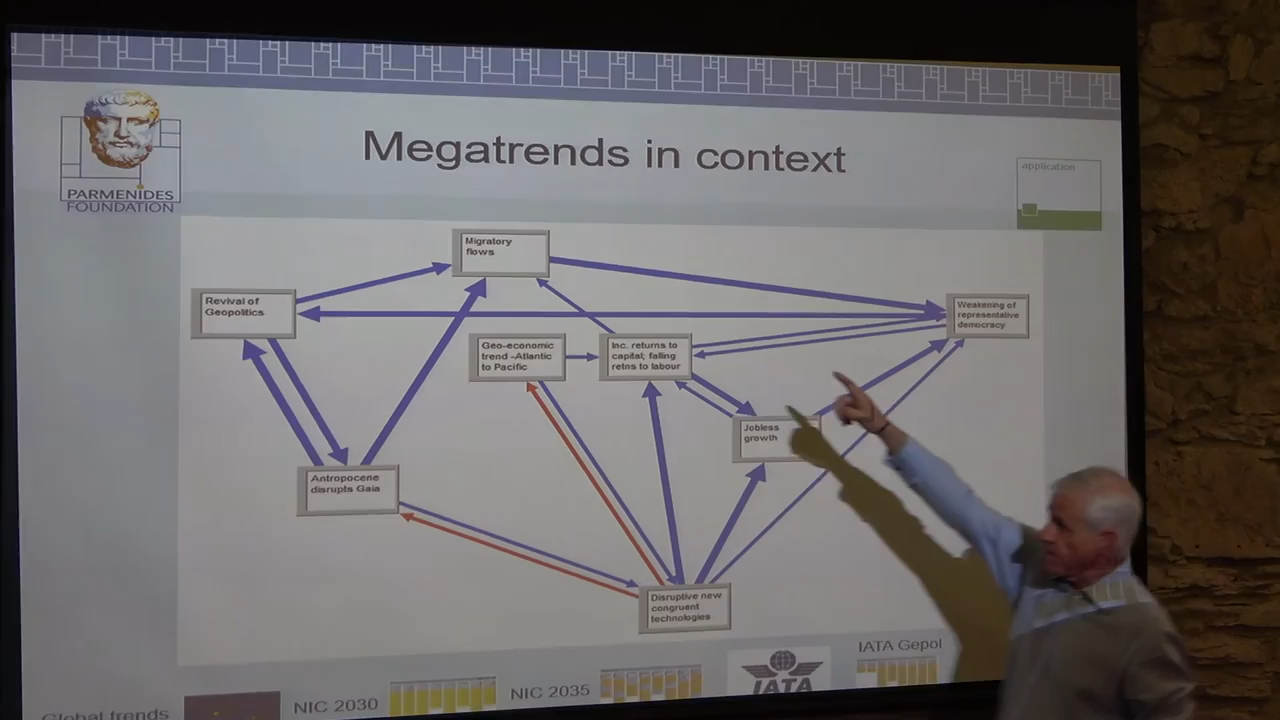 Megatrends in context
PARMENIDES
FOUNDATION
application
Migratory
flows
Revival of
Geopolitics
Weakening of
representative
democracy
Geo-economic
trend -Atlantic
to Pacific
Inc. returns to
capital; falling
retns to labour
Jobless
growth
Antropocene
disrupts Gaia
Disruptive new
congruent
technologies
Global trends
NIC 2030
NIC 2035
IATA
IATA Gepol